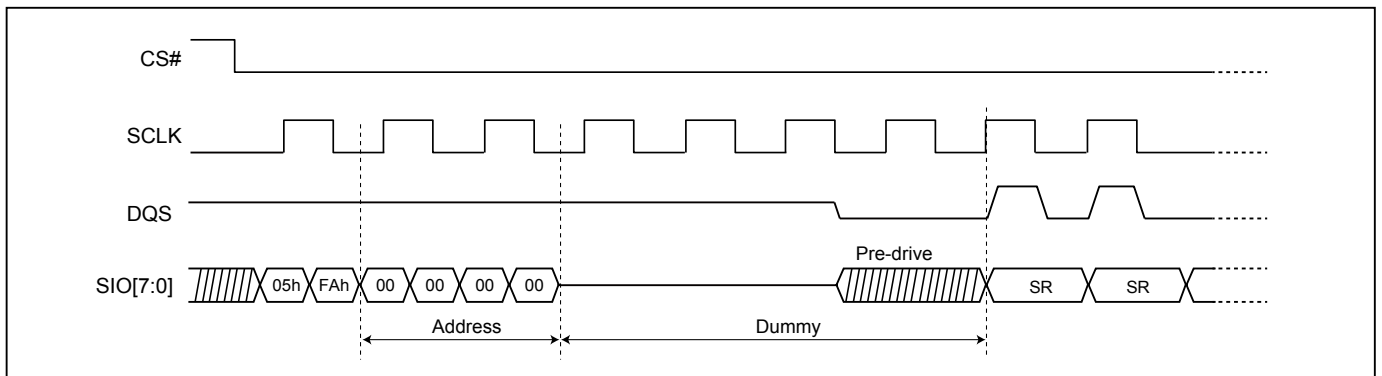 CS#
SCLK
DQS
Pre-drive
SIO[7:0] 05h FAh 00 00 00 00 SR SR
Address Dummy